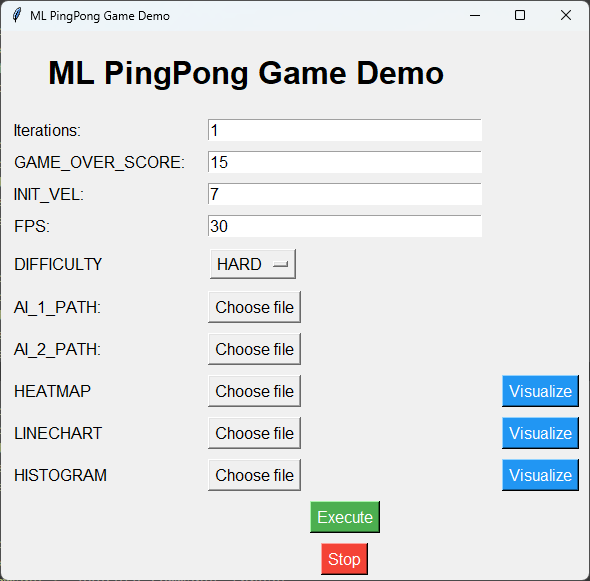 ML PingPong Game Demo
ML PingPong Game Demo
Iterations: 1
GAME_OVER_SCORE: 15
INIT_VEL: 7
FPS: 30
DIFFICULTY HARD
AI_1_PATH: Choose file
AI_2_PATH: Choose file
HEATMAP Choose file Visualize
LINECHART Choose file Visualize
HISTOGRAM Choose file Visualize
Execute
Stop